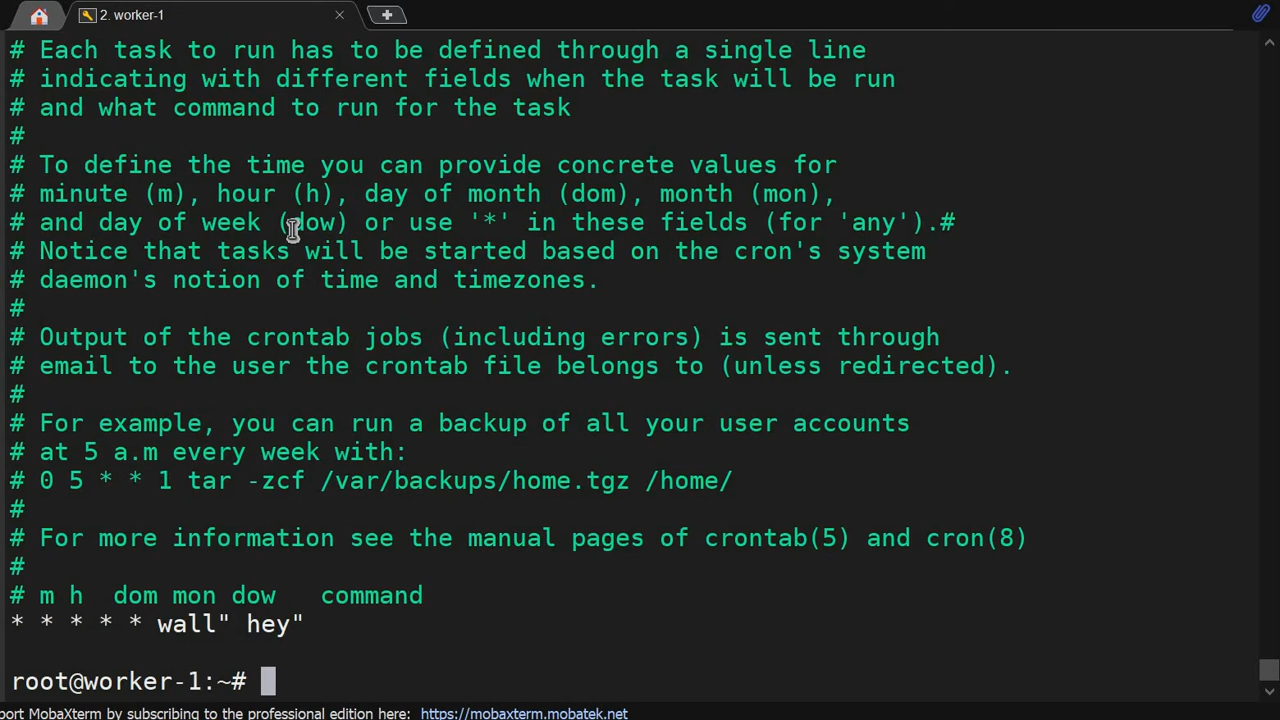 2. worker-1
# Each task to run has to be defined through a single line
# indicating with different fields when the task will be run
# and what command to run for the task
#
# To define the time you can provide concrete values for
# minute (m), hour (h), day of month (dom), month (mon),
# and day of week (dow) or use '*' in these fields (for 'any').#
# Notice that tasks will be started based on the cron's system
# daemon's notion of time and timezones.
#
# Output of the crontab jobs (including errors) is sent through
# email to the user the crontab file belongs to (unless redirected).
#
# For example, you can run a backup of all your user accounts
# at 5 a.m every week with:
# 0 5 * * 1 tar -zcf /var/backups/home.tgz /home/
#
# For more information see the manual pages of crontab(5) and cron(8)
#
# m h  dom mon dow   command
* * * * * wall" hey"
root@worker-1:~#
port MobaXterm by subscribing to the professional edition here: https://mobaxterm.mobatek.net